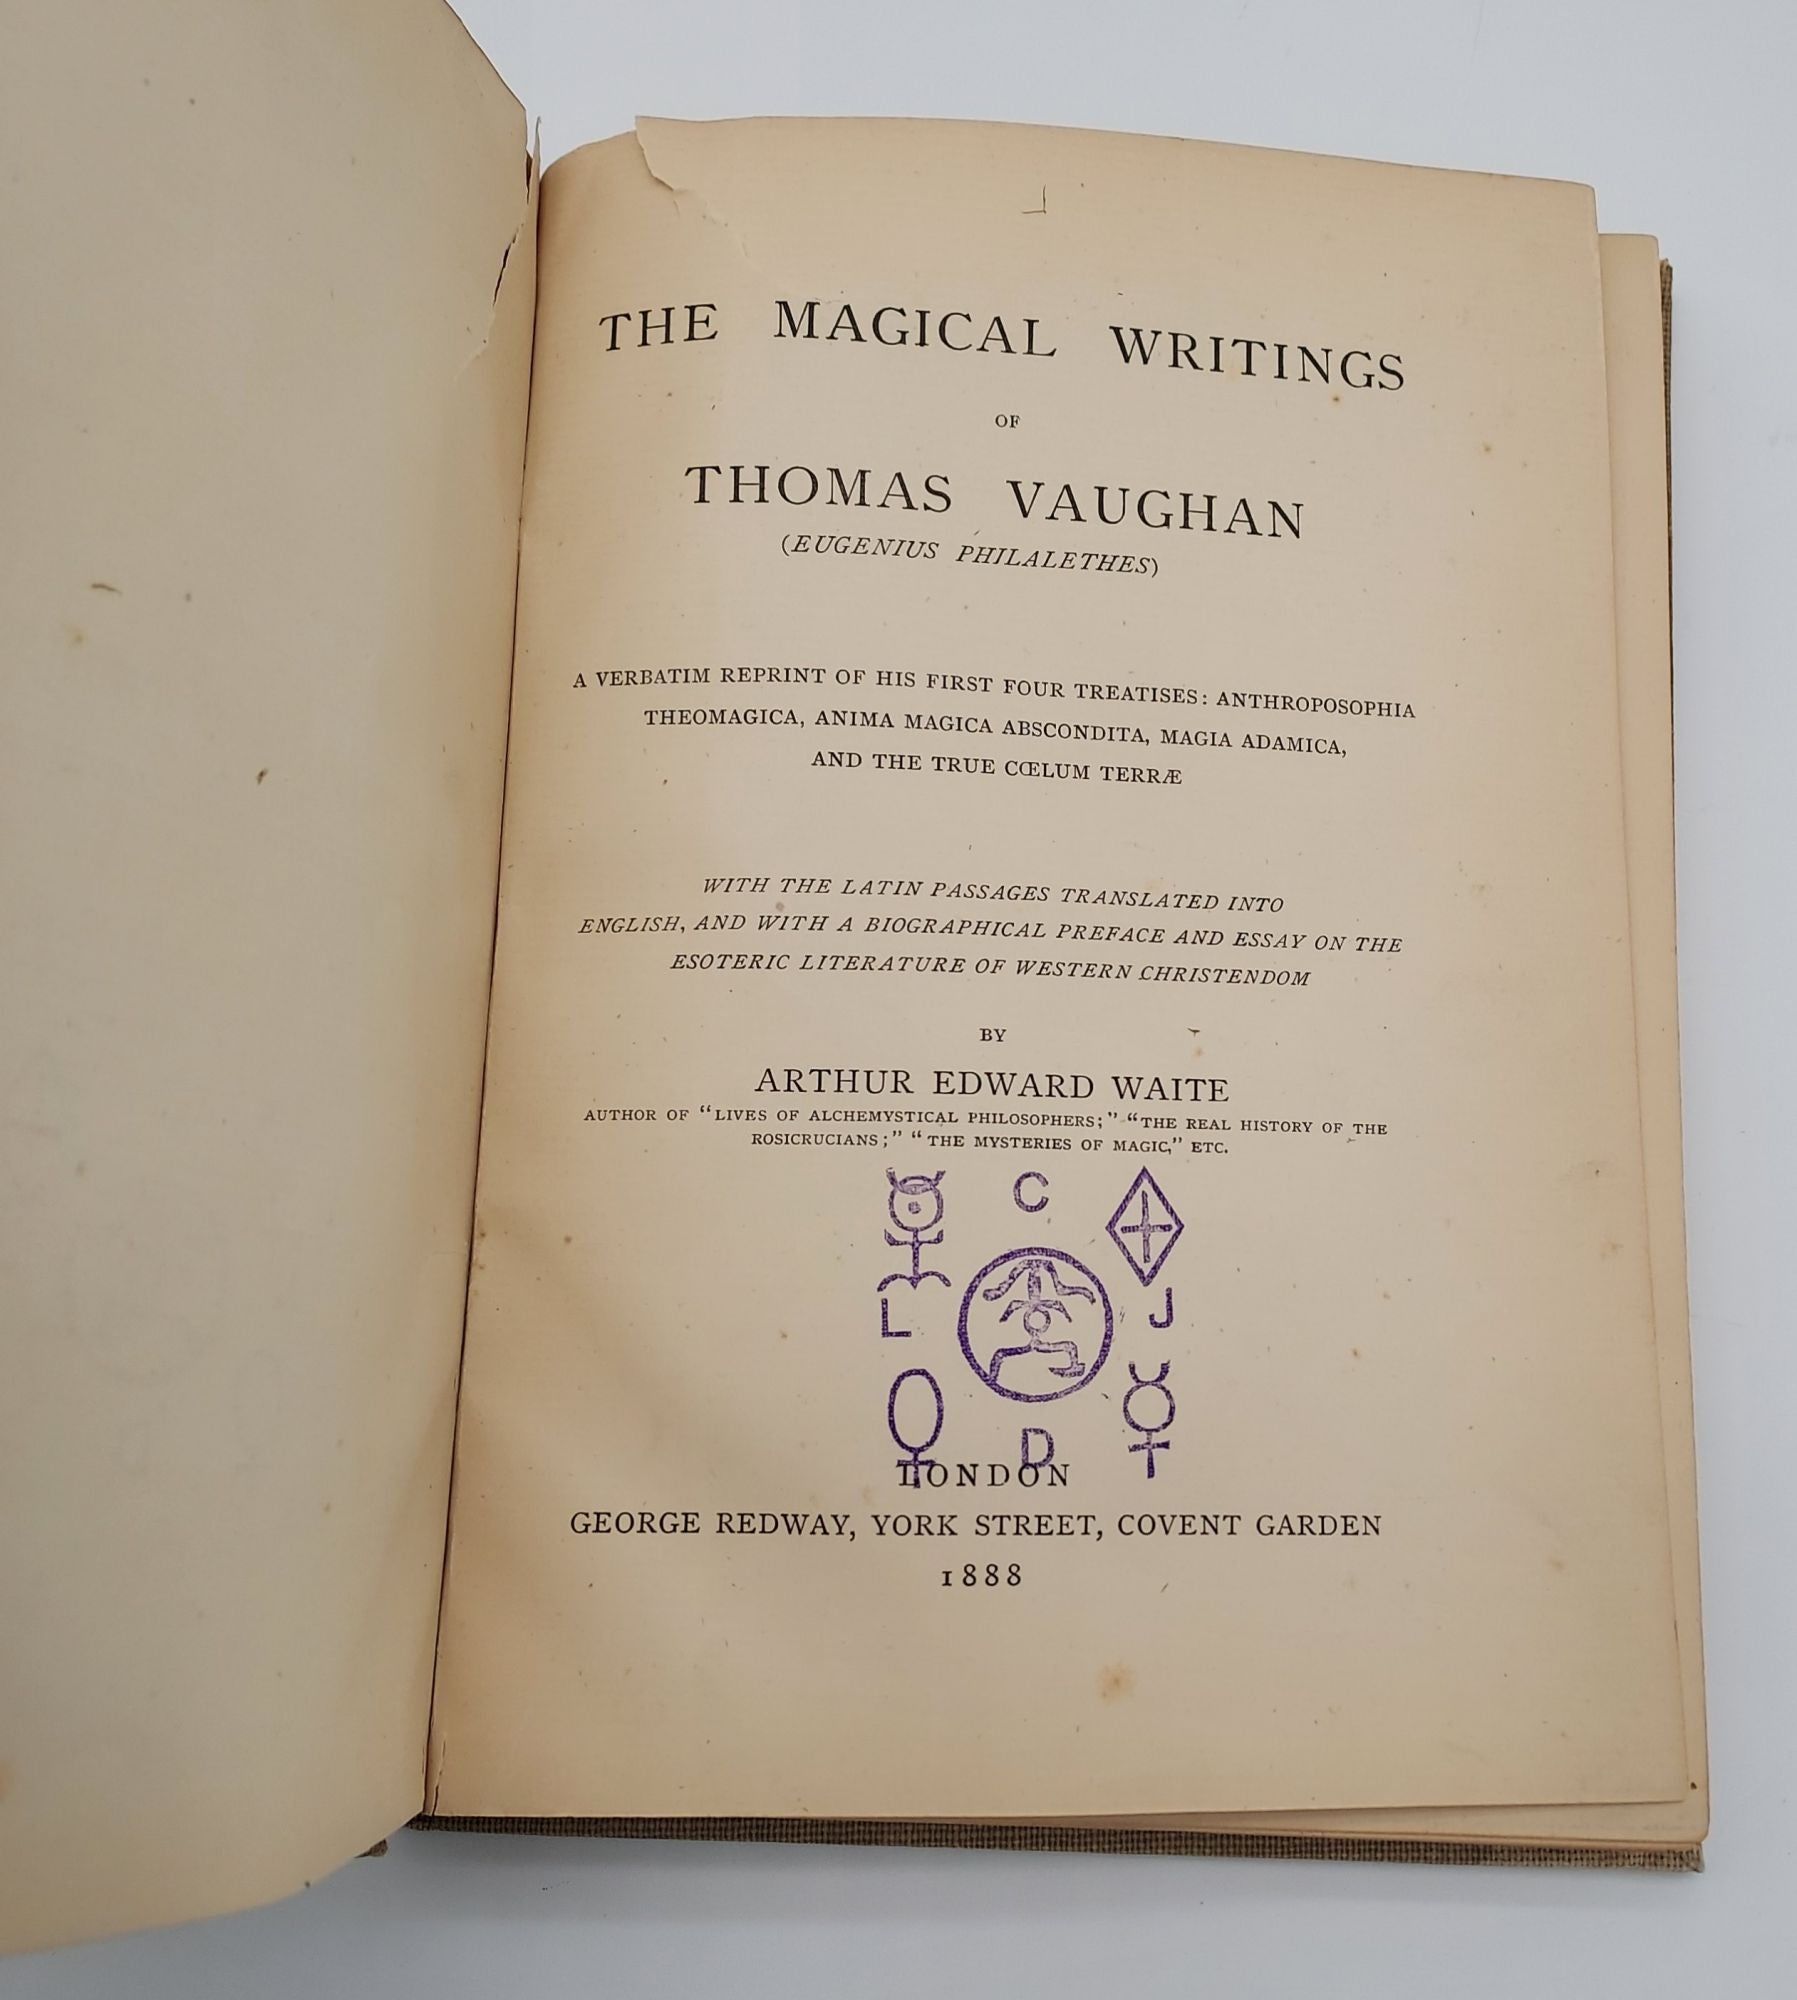 THE MAGICAL WRITINGS
OF
THOMAS VAUGHAN
(EUGENIUS PHILALETHES)
A VERBATIM REPRINT OF HIS FIRST FOUR TREATISES: ANTHROPOSOPHIA
THEOMAGICA, ANIMA MAGICA ABSCONDITA, MAGIA ADAMICA,
AND THE TRUE CŒLUM TERRÆ
WITH THE LATIN PASSAGES TRANSLATED INTO
ENGLISH, AND WITH A BIOGRAPHICAL PREFACE AND ESSAY ON THE
ESOTERIC LITERATURE OF WESTERN CHRISTENDOM
BY
ARTHUR EDWARD WAITE
AUTHOR OF "LIVES OF ALCHEMYSTICAL PHILOSOPHERS;" "THE REAL HISTORY OF THE
ROSICRUCIANS;" "THE MYSTERIES OF MAGIC," ETC.
C
L J
D
LONDON
GEORGE REDWAY, YORK STREET, COVENT GARDEN
1888